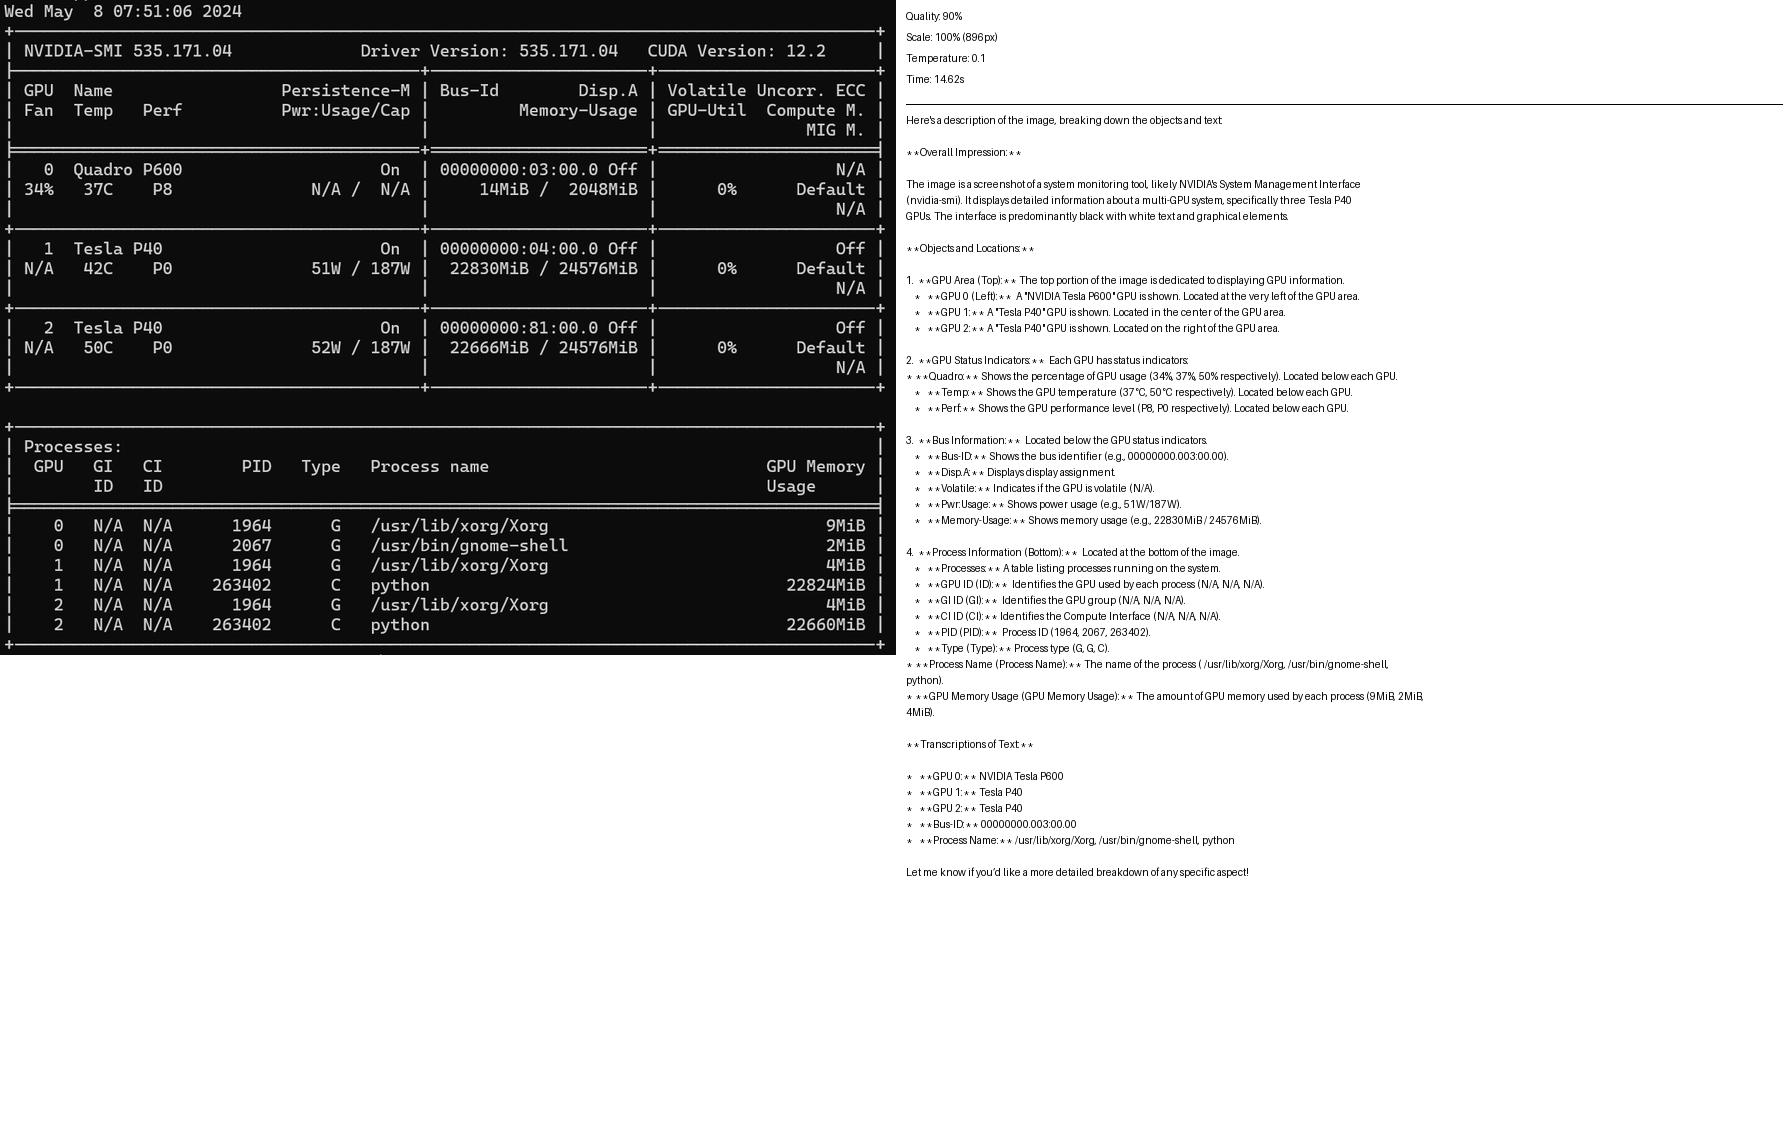 Wed May  8 07:51:06 2024
NVIDIA-SMI 535.171.04 Driver Version: 535.171.04 CUDA Version: 12.2
GPU Name Persistence-M | Bus-Id Disp.A | Volatile Uncorr. ECC
Fan Temp Perf Pwr:Usage/Cap | Memory-Usage | GPU-Util Compute M.
MIG M.
0 Quadro P600 On | 00000000:03:00.0 Off | N/A
34% 37C P8 N/A / N/A | 14MiB / 2048MiB | 0% Default
N/A
1 Tesla P40 On | 00000000:04:00.0 Off | Off
N/A 42C P0 51W / 187W | 22830MiB / 24576MiB | 0% Default
N/A
2 Tesla P40 On | 00000000:81:00.0 Off | Off
N/A 50C P0 52W / 187W | 22666MiB / 24576MiB | 0% Default
N/A
Processes:
GPU GI CI PID Type Process name GPU Memory
ID ID Usage
0 N/A N/A 1964 G /usr/lib/xorg/Xorg 9MiB
0 N/A N/A 2067 G /usr/bin/gnome-shell 2MiB
1 N/A N/A 1964 G /usr/lib/xorg/Xorg 4MiB
1 N/A N/A 263402 C python 22824MiB
2 N/A N/A 1964 G /usr/lib/xorg/Xorg 4MiB
2 N/A N/A 263402 C python 22660MiB
Quality: 90%
Scale: 100% (896px)
Temperature: 0.1
Time: 14.62s
Here's a description of the image, breaking down the objects and text:
**Overall Impression:**
The image is a screenshot of a system monitoring tool, likely NVIDIA's System Management Interface
(nvidia-smi). It displays detailed information about a multi-GPU system, specifically three Tesla P40
GPUs. The interface is predominantly black with white text and graphical elements.
**Objects and Locations:**
1. **GPU Area (Top):** The top portion of the image is dedicated to displaying GPU information.
* **GPU 0 (Left):** A "NVIDIA Tesla P600" GPU is shown. Located at the very left of the GPU area.
* **GPU 1:** A "Tesla P40" GPU is shown. Located in the center of the GPU area.
* **GPU 2:** A "Tesla P40" GPU is shown. Located on the right of the GPU area.
2. **GPU Status Indicators:** Each GPU has status indicators:
* **Quadro:** Shows the percentage of GPU usage (34%, 37%, 50% respectively). Located below each GPU.
* **Temp:** Shows the GPU temperature (37°C, 50°C respectively). Located below each GPU.
* **Perf:** Shows the GPU performance level (P8, P0 respectively). Located below each GPU.
3. **Bus Information:** Located below the GPU status indicators.
* **Bus-ID:** Shows the bus identifier (e.g., 00000000.003:00.00).
* **Disp.A:** Displays display assignment.
* **Volatile:** Indicates if the GPU is volatile (N/A).
* **Pwr:Usage:** Shows power usage (e.g., 51W/187W).
* **Memory-Usage:** Shows memory usage (e.g., 22830MiB / 24576MiB).
4. **Process Information (Bottom):** Located at the bottom of the image.
* **Processes:** A table listing processes running on the system.
* **GPU ID (ID):** Identifies the GPU used by each process (N/A, N/A, N/A).
* **GI ID (GI):** Identifies the GPU group (N/A, N/A, N/A).
* **CI ID (CI):** Identifies the Compute Interface (N/A, N/A, N/A).
* **PID (PID):** Process ID (1964, 2067, 263402).
* **Type (Type):** Process type (G, G, C).
* **Process Name (Process Name):** The name of the process ( /usr/lib/xorg/Xorg, /usr/bin/gnome-shell,
python).
* **GPU Memory Usage (GPU Memory Usage):** The amount of GPU memory used by each process (9MiB, 2MiB,
4MiB).
**Transcriptions of Text:**
* **GPU 0:** NVIDIA Tesla P600
* **GPU 1:** Tesla P40
* **GPU 2:** Tesla P40
* **Bus-ID:** 00000000.003:00.00
* **Process Name:** /usr/lib/xorg/Xorg, /usr/bin/gnome-shell, python
Let me know if you'd like a more detailed breakdown of any specific aspect!